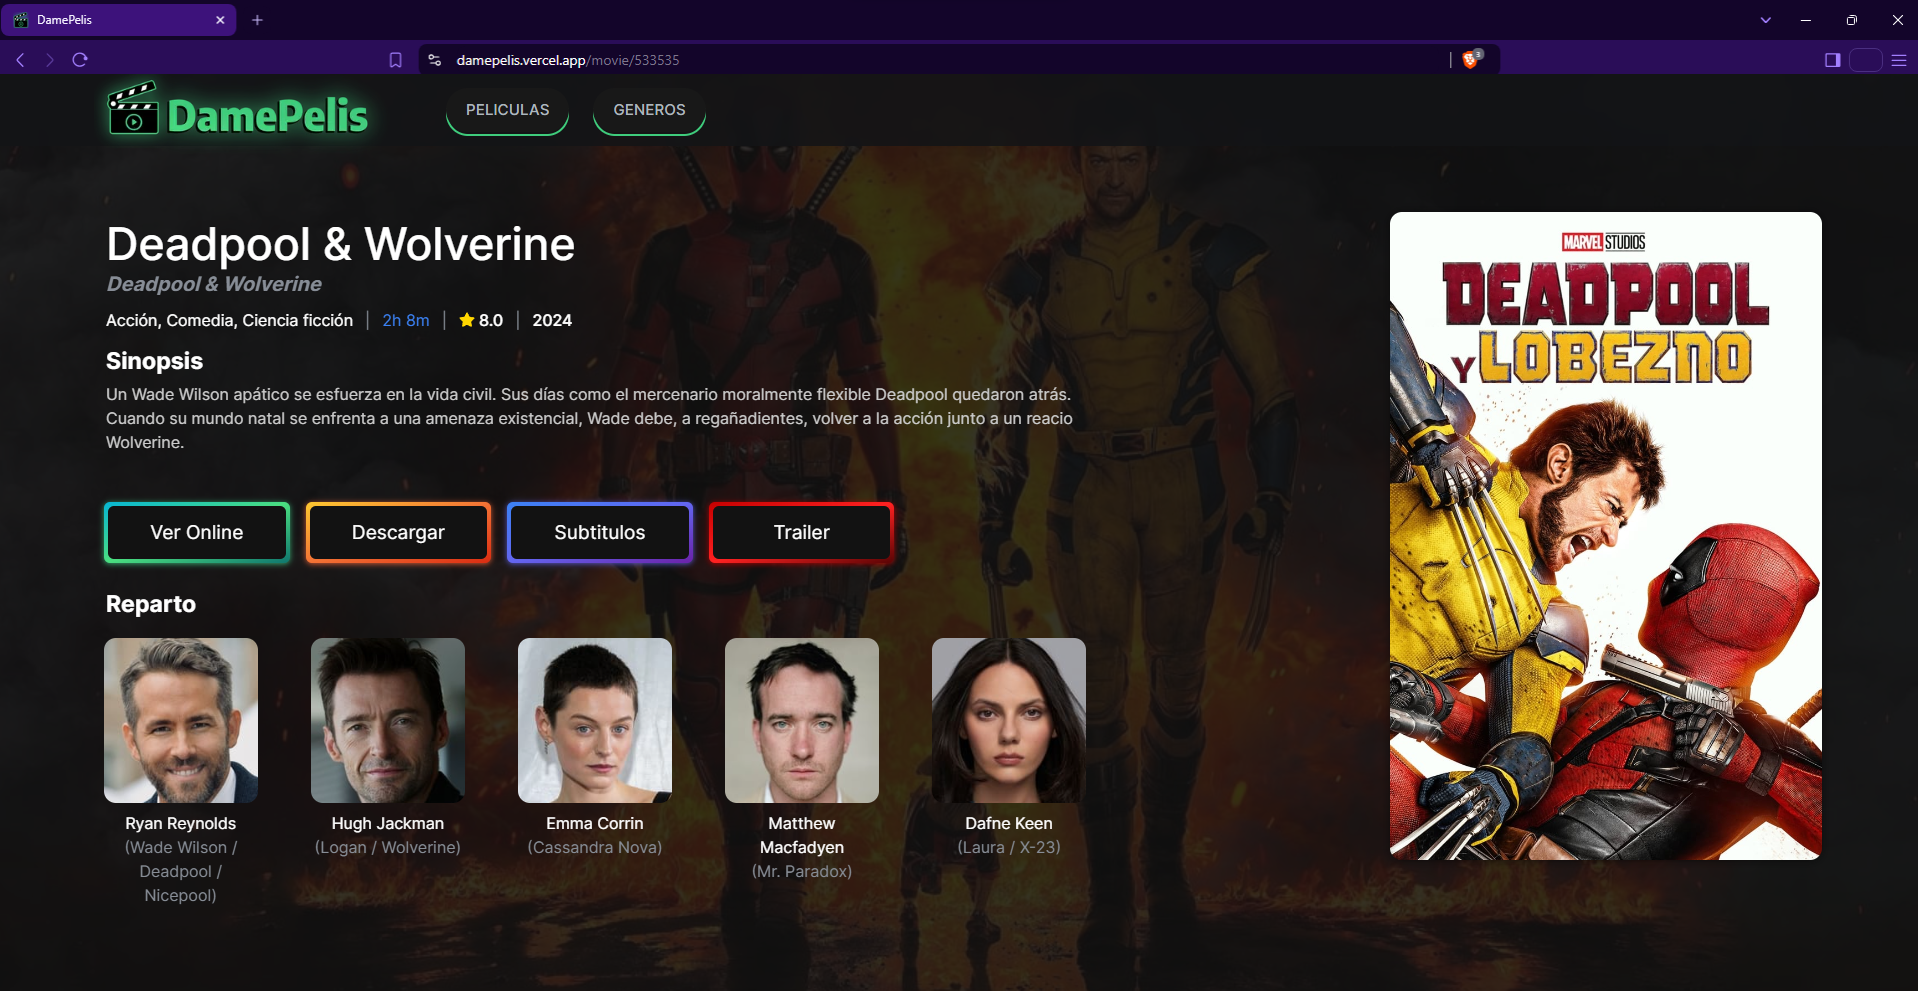 DamePelis
damepelis.vercel.app/movie/533535
3
DamePelis
PELICULAS
GENEROS
Deadpool & Wolverine
Deadpool & Wolverine
Acción, Comedia, Ciencia ficción | 2h 8m | 8.0 | 2024
Sinopsis
Un Wade Wilson apático se esfuerza en la vida civil. Sus días como el mercenario moralmente flexible Deadpool quedaron atrás.
Cuando su mundo natal se enfrenta a una amenaza existencial, Wade debe, a regañadientes, volver a la acción junto a un reacio
Wolverine.
Ver Online
Descargar
Subtitulos
Trailer
Reparto
Ryan Reynolds
(Wade Wilson /
Deadpool /
Nicepool)
Hugh Jackman
(Logan / Wolverine)
Emma Corrin
(Cassandra Nova)
Matthew
Macfadyen
(Mr. Paradox)
Dafne Keen
(Laura / X-23)
MARVEL STUDIOS
DEADPOOL
Y LOBEZNO